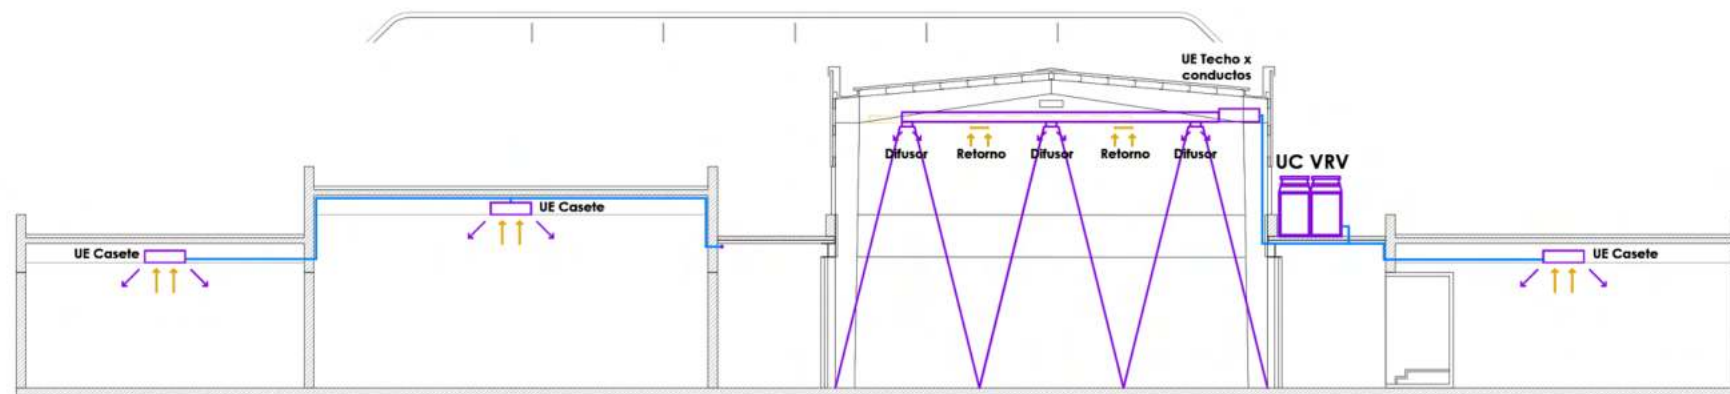 UE Techo x
conductos
Difusor
Retorno
Difusor
Retorno
Difusor
UC VRV
UE Casete
UE Casete
UE Casete